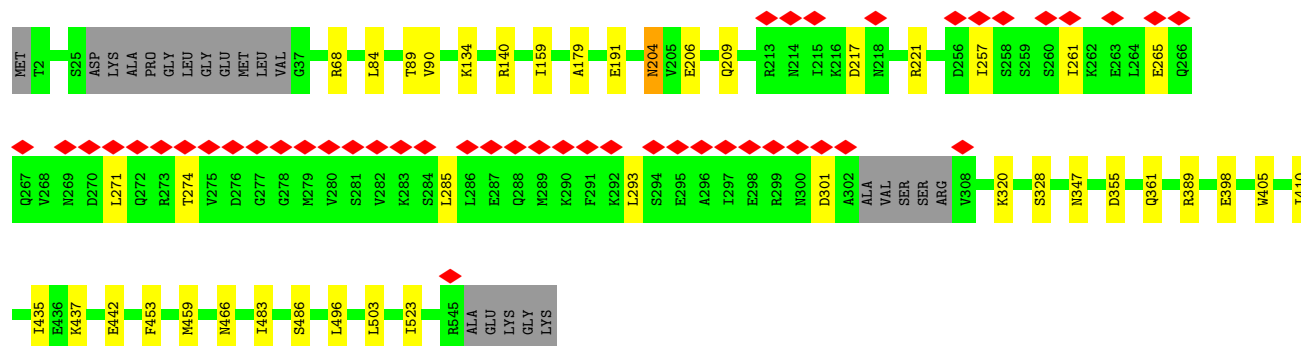 MET T2 S25 ASP LYS ALA PRO GLY LEU GLY GLU MET LEU VAL G37 R68 L84 T89 V90 K134 R140 I159 A179 E191 N204 V205 E206 Q209 R213 N214 I215 K216 D217 N218 R221 D256 I257 S258 S259 S260 I261 K262 E263 L264 E265 Q266
Q267 V268 N269 D270 L271 Q272 R273 T274 V275 D276 G277 G278 M279 V280 S281 V282 K283 S284 L285 L286 E287 Q288 M289 K290 F291 K292 L293 S294 E295 A296 I297 E298 R299 N300 D301 A302 ALA VAL SER SER ARG V308 K320 S328 N347 D355 Q361 R389 E398 W405 I410
I435 E436 K437 E442 F453 M459 N466 I483 S486 L496 L503 I523 R545 ALA GLU LYS GLY LYS